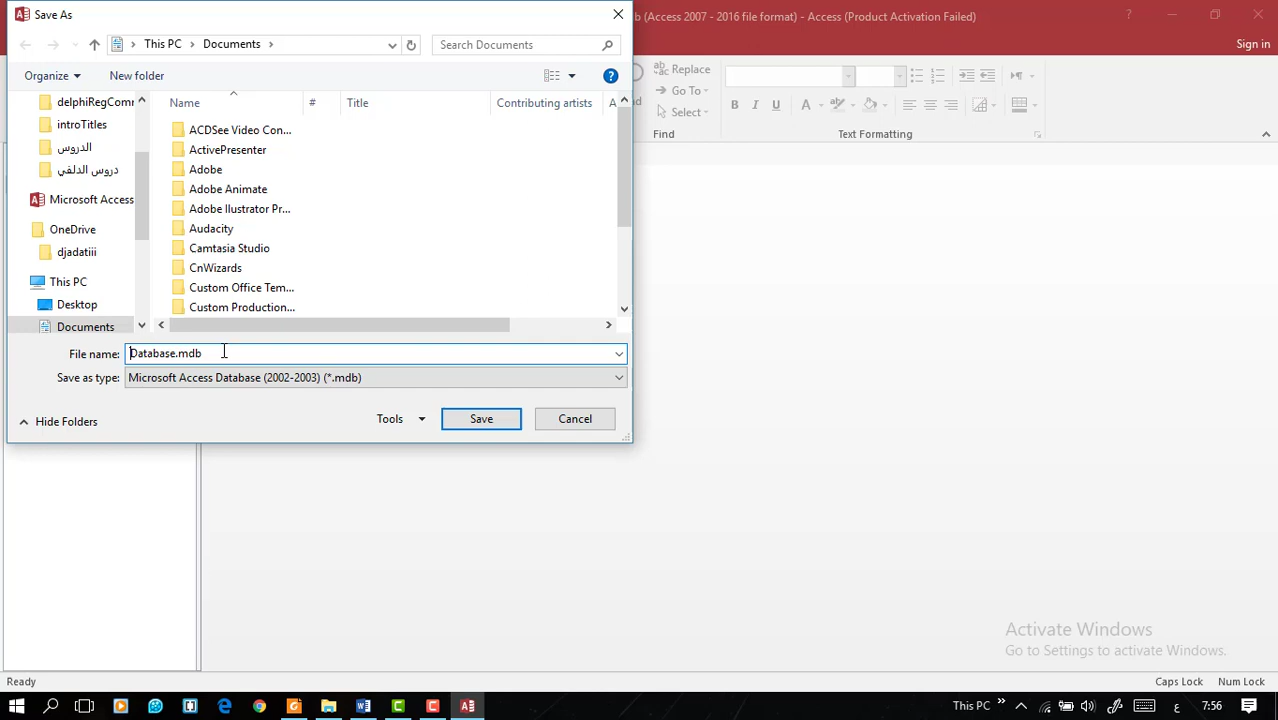 Save As
b (Access 2007 - 2016 file format) - Access (Product Activation Failed)
Sign in
This PC
Documents
Search Documents
Organize
New folder
Replace
Go To
Select
Find
Text Formatting
Name
#
Title
Contributing artists
A
delphiRegComm
introTitles
الدروس
دروس الدلفي
Microsoft Access
OneDrive
djadatiii
This PC
Desktop
Documents
ACDSee Video Con...
ActivePresenter
Adobe
Adobe Animate
Adobe Ilustrator Pr...
Audacity
Camtasia Studio
CnWizards
Custom Office Tem...
Custom Production...
File name: Database.mdb
Save as type: Microsoft Access Database (2002-2003) (*.mdb)
Hide Folders
Tools
Save
Cancel
Activate Windows
Go to Settings to activate Windows.
Ready
Caps Lock
Num Lock
This PC
ع
7:56